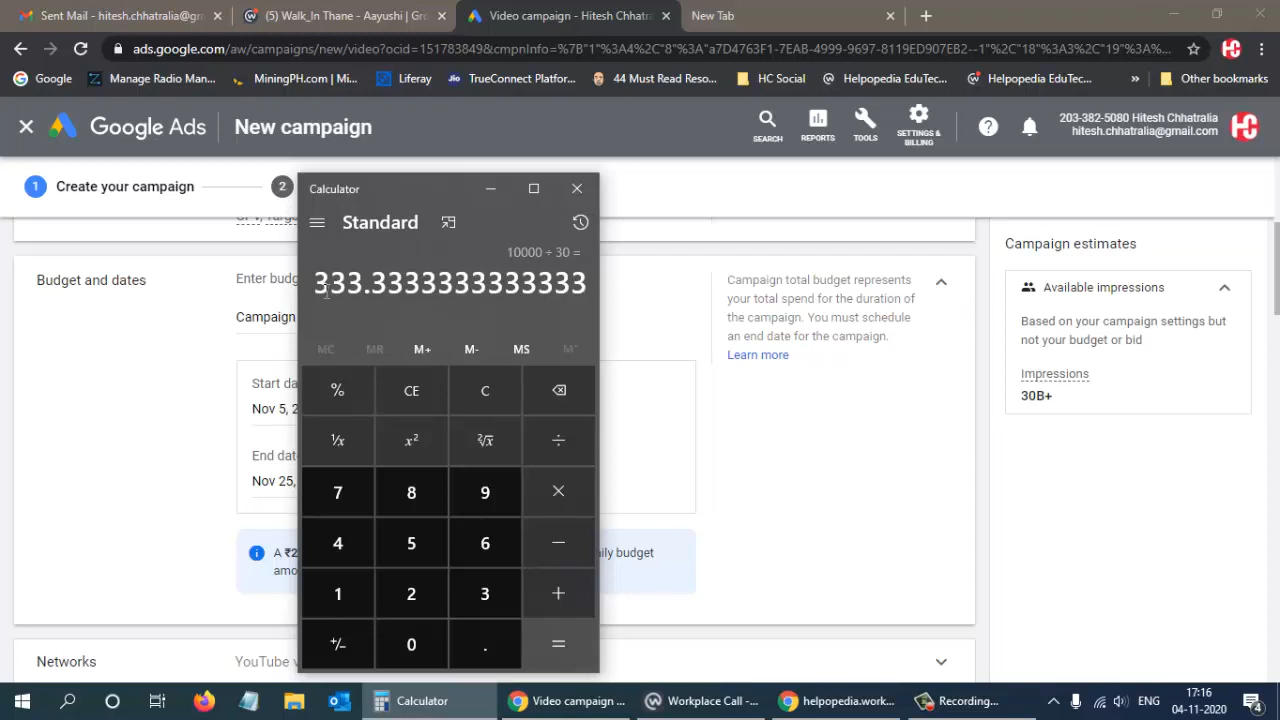 Sent Mail - hitesh.chhatralia@gm
(5) Walk_In Thane - Aayushi | Gro
Video campaign - Hitesh Chhatra
New Tab
ads.google.com/aw/campaigns/new/video?ocid=151783849&cmpnInfo=%7B"1"%3A4%2C"8"%3A"a7D4763F1-7EAB-4999-9697-8119ED907EB2--1"%2C"18"%3A3%2C"19"%3A%...
Google
Manage Radio Man...
MiningPH.com | Mi...
Liferay
Jio
TrueConnect Platfor...
44 Must Read Reso...
HC Social
Helpopedia EduTec...
Helpopedia EduTec...
»
Other bookmarks
Google Ads
New campaign
SEARCH
REPORTS
TOOLS
SETTINGS &
BILLING
203-382-5080 Hitesh Chhatralia
hitesh.chhatralia@gmail.com
HC
1 Create your campaign
2
Calculator
Standard
10000 ÷ 30 =
333.3333333333333
MC MR M+ M- MS
% CE C
¹/x x² ²√x ÷
7 8 9 ×
4 5 6 −
1 2 3 +
+/− 0 . =
Budget and dates
Enter budg
Campaign
Start da
Nov 5, 2
End dat
Nov 25,
A ₹2
aily budget
amo
Campaign total budget represents
your total spend for the duration of
the campaign. You must schedule
an end date for the campaign.
Learn more
Campaign estimates
Available impressions
Based on your campaign settings but
not your budget or bid
Impressions
30B+
Networks
YouTube v
Calculator
Video campaign ...
Workplace Call -...
helpopedia.work...
Recording...
ENG
17:16
04-11-2020
4